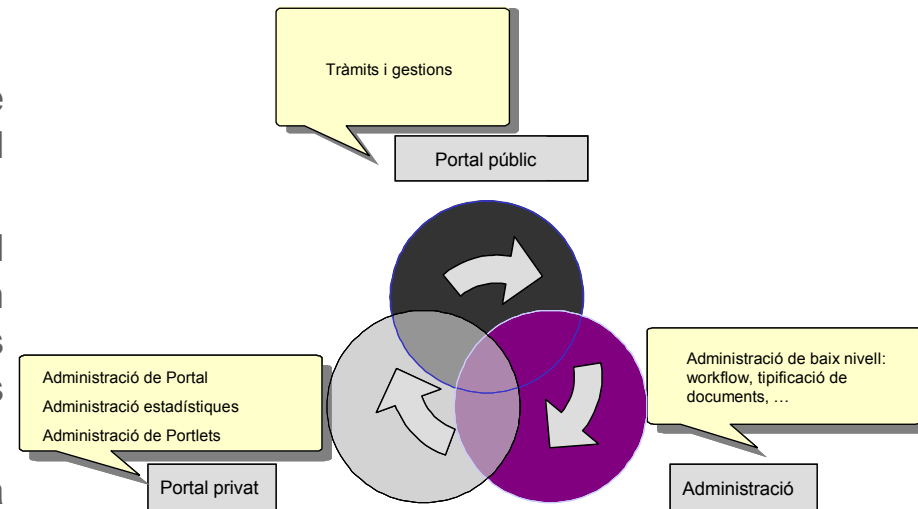 Tràmits i gestions
Portal públic
Administració de Portal
Administració estadístiques
Administració de Portlets
Portal privat
Administració de baix nivell:
workflow, tipificació de
documents, …
Administració